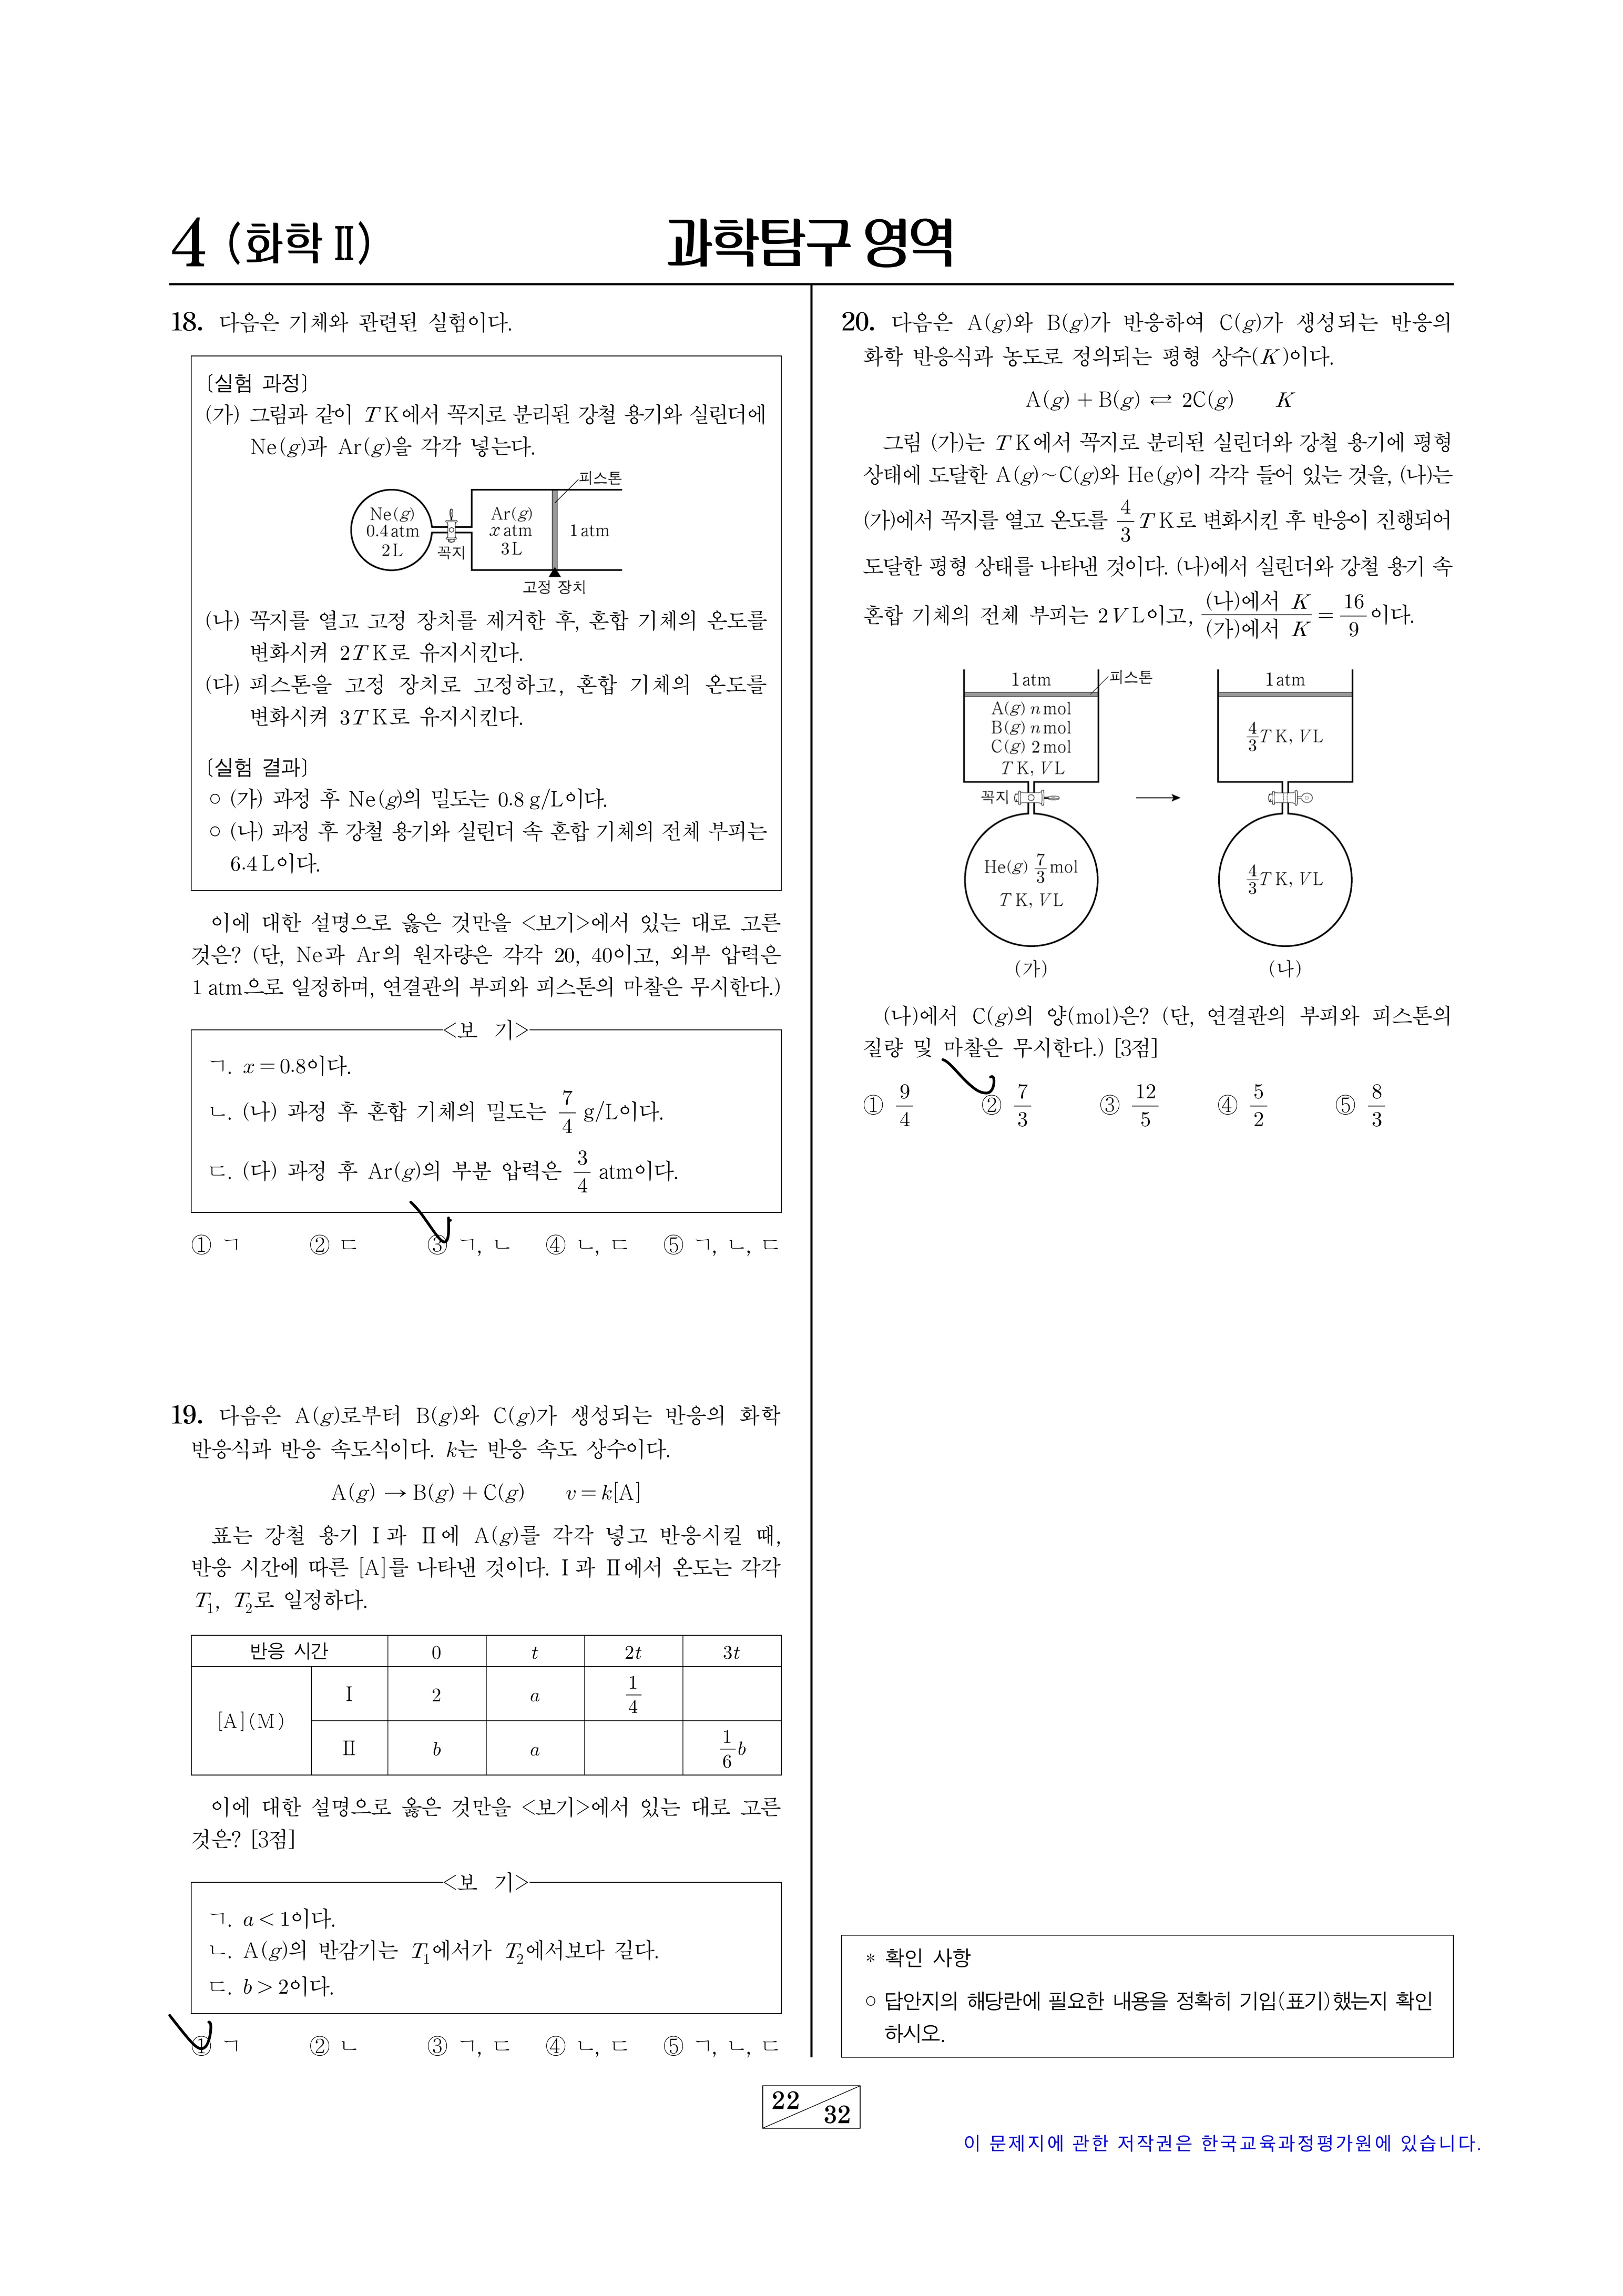 4 (화학 Ⅱ)
과학탐구 영역
18. 다음은 기체와 관련된 실험이다.
〔실험 과정〕
(가) 그림과 같이 T K에서 꼭지로 분리된 강철 용기와 실린더에
Ne(g)과 Ar(g)을 각각 넣는다.
피스톤
Ne(g)
0.4 atm
2 L
꼭지
Ar(g)
x atm
3 L
1 atm
고정 장치
(나) 꼭지를 열고 고정 장치를 제거한 후, 혼합 기체의 온도를
변화시켜 2T K로 유지시킨다.
(다) 피스톤을 고정 장치로 고정하고, 혼합 기체의 온도를
변화시켜 3T K로 유지시킨다.
〔실험 결과〕
○ (가) 과정 후 Ne(g)의 밀도는 0.8 g/L이다.
○ (나) 과정 후 강철 용기와 실린더 속 혼합 기체의 전체 부피는
6.4 L이다.
이에 대한 설명으로 옳은 것만을 <보기>에서 있는 대로 고른
것은? (단, Ne과 Ar의 원자량은 각각 20, 40이고, 외부 압력은
1 atm으로 일정하며, 연결관의 부피와 피스톤의 마찰은 무시한다.)
<보 기>
ㄱ. x = 0.8이다.
ㄴ. (나) 과정 후 혼합 기체의 밀도는 7/4 g/L이다.
ㄷ. (다) 과정 후 Ar(g)의 부분 압력은 3/4 atm이다.
① ㄱ ② ㄷ ③ ㄱ, ㄴ ④ ㄴ, ㄷ ⑤ ㄱ, ㄴ, ㄷ
19. 다음은 A(g)로부터 B(g)와 C(g)가 생성되는 반응의 화학
반응식과 반응 속도식이다. k는 반응 속도 상수이다.
A(g) → B(g) + C(g) v = k[A]
표는 강철 용기 Ⅰ과 Ⅱ에 A(g)를 각각 넣고 반응시킬 때,
반응 시간에 따른 [A]를 나타낸 것이다. Ⅰ과 Ⅱ에서 온도는 각각
T₁, T₂로 일정하다.
반응 시간 0 t 2t 3t
[A](M)
Ⅰ 2 a 1/4
Ⅱ b a 1/6 b
이에 대한 설명으로 옳은 것만을 <보기>에서 있는 대로 고른
것은? [3점]
<보 기>
ㄱ. a < 1이다.
ㄴ. A(g)의 반감기는 T₁에서가 T₂에서보다 길다.
ㄷ. b > 2이다.
① ㄱ ② ㄴ ③ ㄱ, ㄷ ④ ㄴ, ㄷ ⑤ ㄱ, ㄴ, ㄷ
20. 다음은 A(g)와 B(g)가 반응하여 C(g)가 생성되는 반응의
화학 반응식과 농도로 정의되는 평형 상수(K)이다.
A(g) + B(g) ⇄ 2C(g) K
그림 (가)는 T K에서 꼭지로 분리된 실린더와 강철 용기에 평형
상태에 도달한 A(g)~C(g)와 He(g)이 각각 들어 있는 것을, (나)는
(가)에서 꼭지를 열고 온도를 4/3 T K로 변화시킨 후 반응이 진행되어
도달한 평형 상태를 나타낸 것이다. (나)에서 실린더와 강철 용기 속
혼합 기체의 전체 부피는 2V L이고, (나)에서 K/(가)에서 K = 16/9이다.
1 atm
피스톤
A(g) n mol
B(g) n mol
C(g) 2 mol
T K, V L
꼭지
He(g) 7/3 mol
T K, V L
(가)
1 atm
4/3 T K, V L
4/3 T K, V L
(나)
(나)에서 C(g)의 양(mol)은? (단, 연결관의 부피와 피스톤의
질량 및 마찰은 무시한다.) [3점]
① 9/4 ② 7/3 ③ 12/5 ④ 5/2 ⑤ 8/3
* 확인 사항
○ 답안지의 해당란에 필요한 내용을 정확히 기입(표기)했는지 확인
하시오.
22
32
이 문제지에 관한 저작권은 한국교육과정평가원에 있습니다.